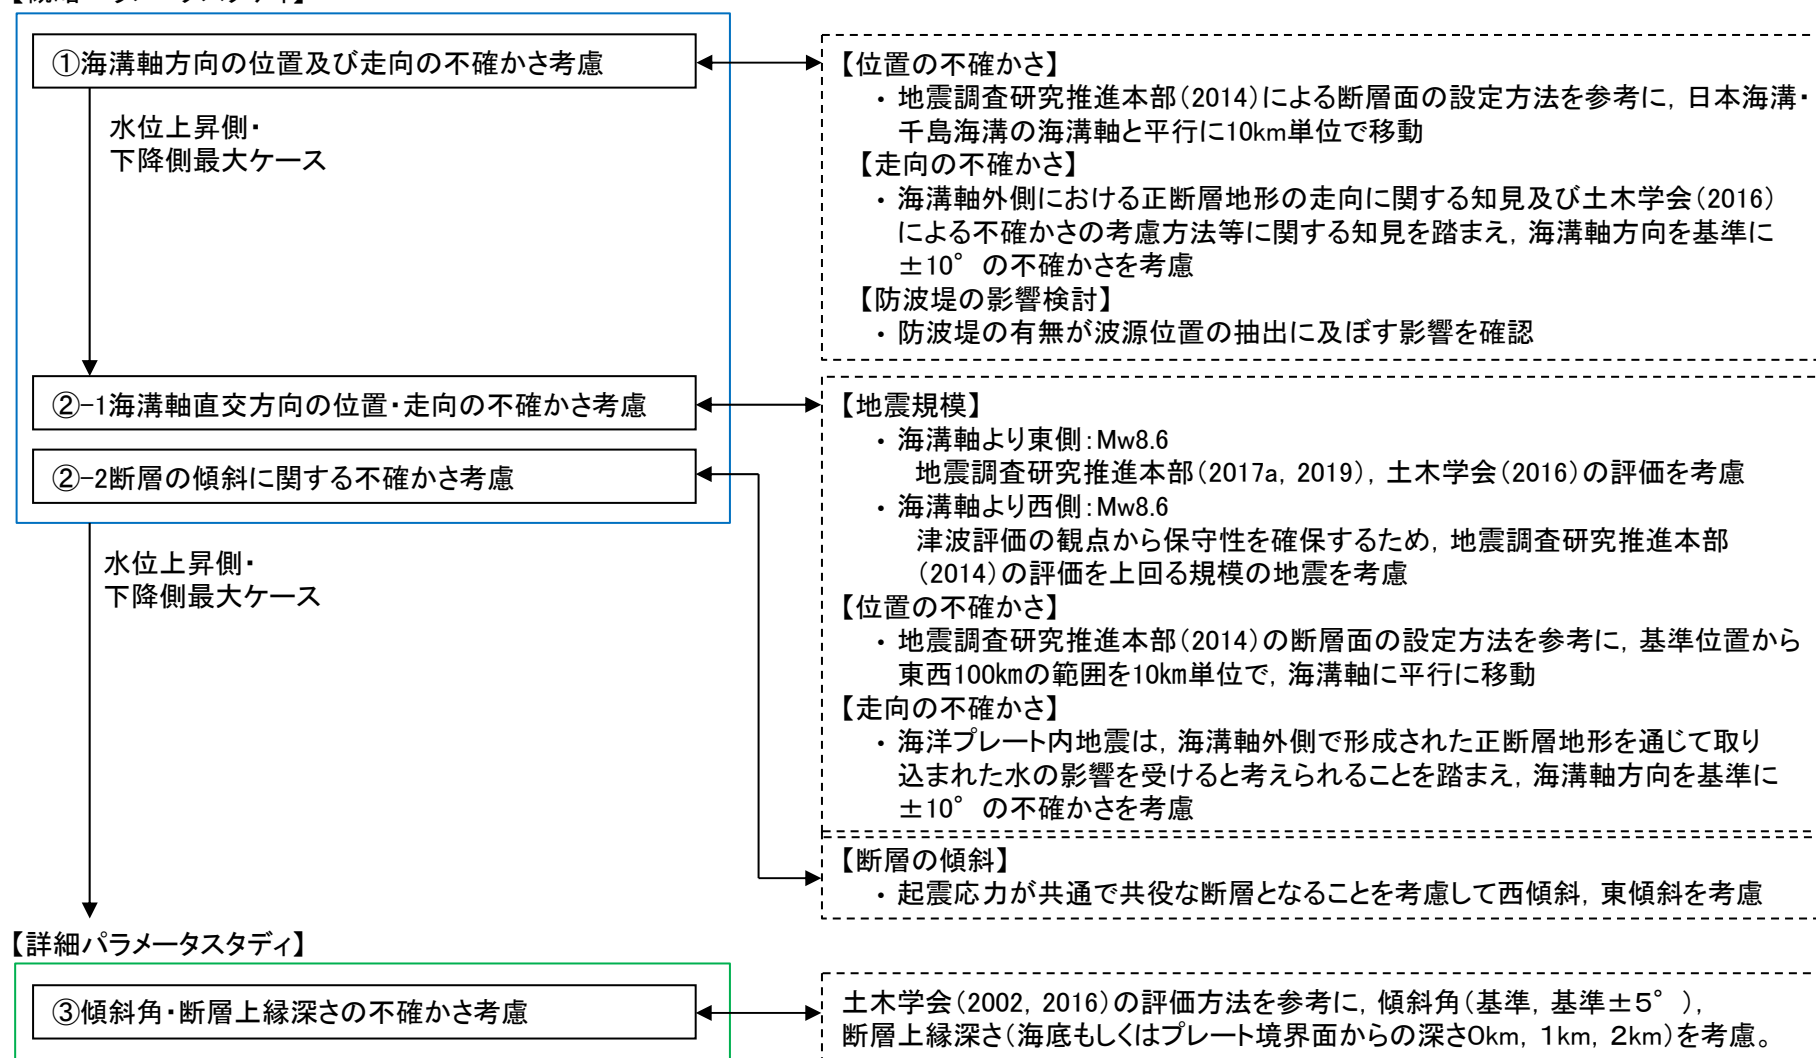 ①海溝軸方向の位置及び走向の不確かさ考慮
水位上昇側・
下降側最大ケース
【位置の不確かさ】
・地震調査研究推進本部(2014)による断層面の設定方法を参考に,日本海溝・
千島海溝の海溝軸と平行に10km単位で移動
【走向の不確かさ】
・海溝軸外側における正断層地形の走向に関する知見及び土木学会(2016)
による不確かさの考慮方法等に関する知見を踏まえ,海溝軸方向を基準に
±10°の不確かさを考慮
【防波堤の影響検討】
・防波堤の有無が波源位置の抽出に及ぼす影響を確認
②-1海溝軸直交方向の位置・走向の不確かさ考慮
②-2断層の傾斜に関する不確かさ考慮
水位上昇側・
下降側最大ケース
【地震規模】
・海溝軸より東側:Mw8.6
地震調査研究推進本部(2017a,2019),土木学会(2016)の評価を考慮
・海溝軸より西側:Mw8.6
津波評価の観点から保守性を確保するため,地震調査研究推進本部
(2014)の評価を上回る規模の地震を考慮
【位置の不確かさ】
・地震調査研究推進本部(2014)の断層面の設定方法を参考に,基準位置から
東西100㎞の範囲を10㎞単位で,海溝軸に平行に移動
【走向の不確かさ】
・海洋プレート内地震は,海溝軸外側で形成された正断層地形を通じて取り
込まれた水の影響を受けると考えられることを踏まえ,海溝軸方向を基準に
±10°の不確かさを考慮
【断層の傾斜】
・起震応力が共通で共役な断層となることを考慮して西傾斜,東傾斜を考慮
【詳細パラメータスタディ】
③傾斜角・断層上縁深さの不確かさ考慮
土木学会(2002,2016)の評価方法を参考に,傾斜角(基準,基準±5°),
断層上縁深さ(海底もしくはプレート境界面からの深さ0km,1km,2km)を考慮。